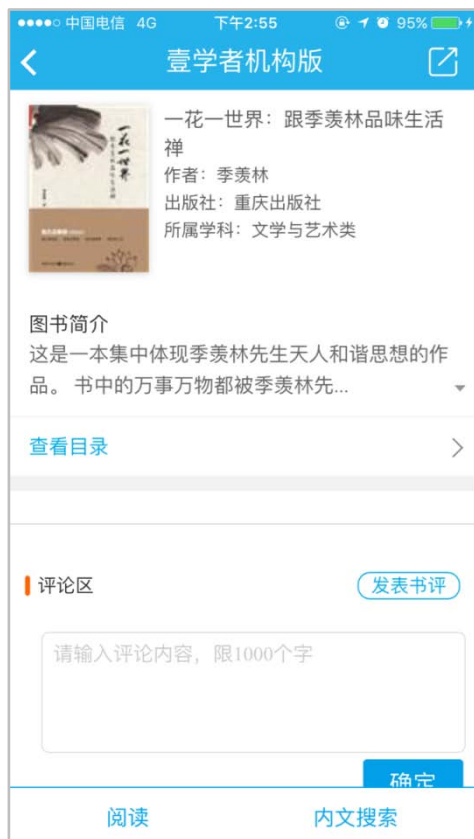 中国电信 4G 下午2:55 95%
壹学者机构版
一花一世界
一花一世界：跟季羡林品味生活
禅
作者：季羡林
出版社：重庆出版社
所属学科：文学与艺术类
图书简介
这是一本集中体现季羡林先生天人和谐思想的作
品。 书中的万事万物都被季羡林先...
查看目录
评论区
发表书评
请输入评论内容，限1000个字
确定
阅读
内文搜索